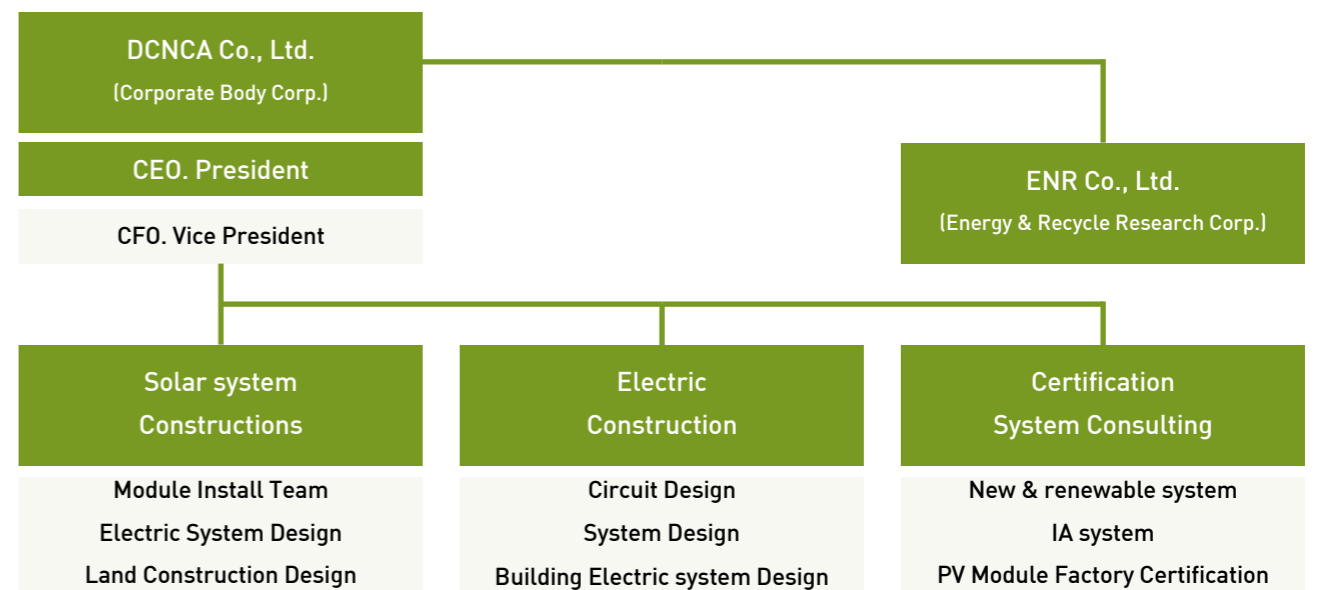 DCNCA Co., Ltd.
(Corporate Body Corp.)
CEO. President
CFO. Vice President
ENR Co., Ltd.
(Energy & Recycle Research Corp.)
Solar system
Constructions
Module Install Team
Electric System Design
Land Construction Design
Electric
Construction
Circuit Design
System Design
Building Electric system Design
Certification
System Consulting
New & renewable system
IA system
PV Module Factory Certification